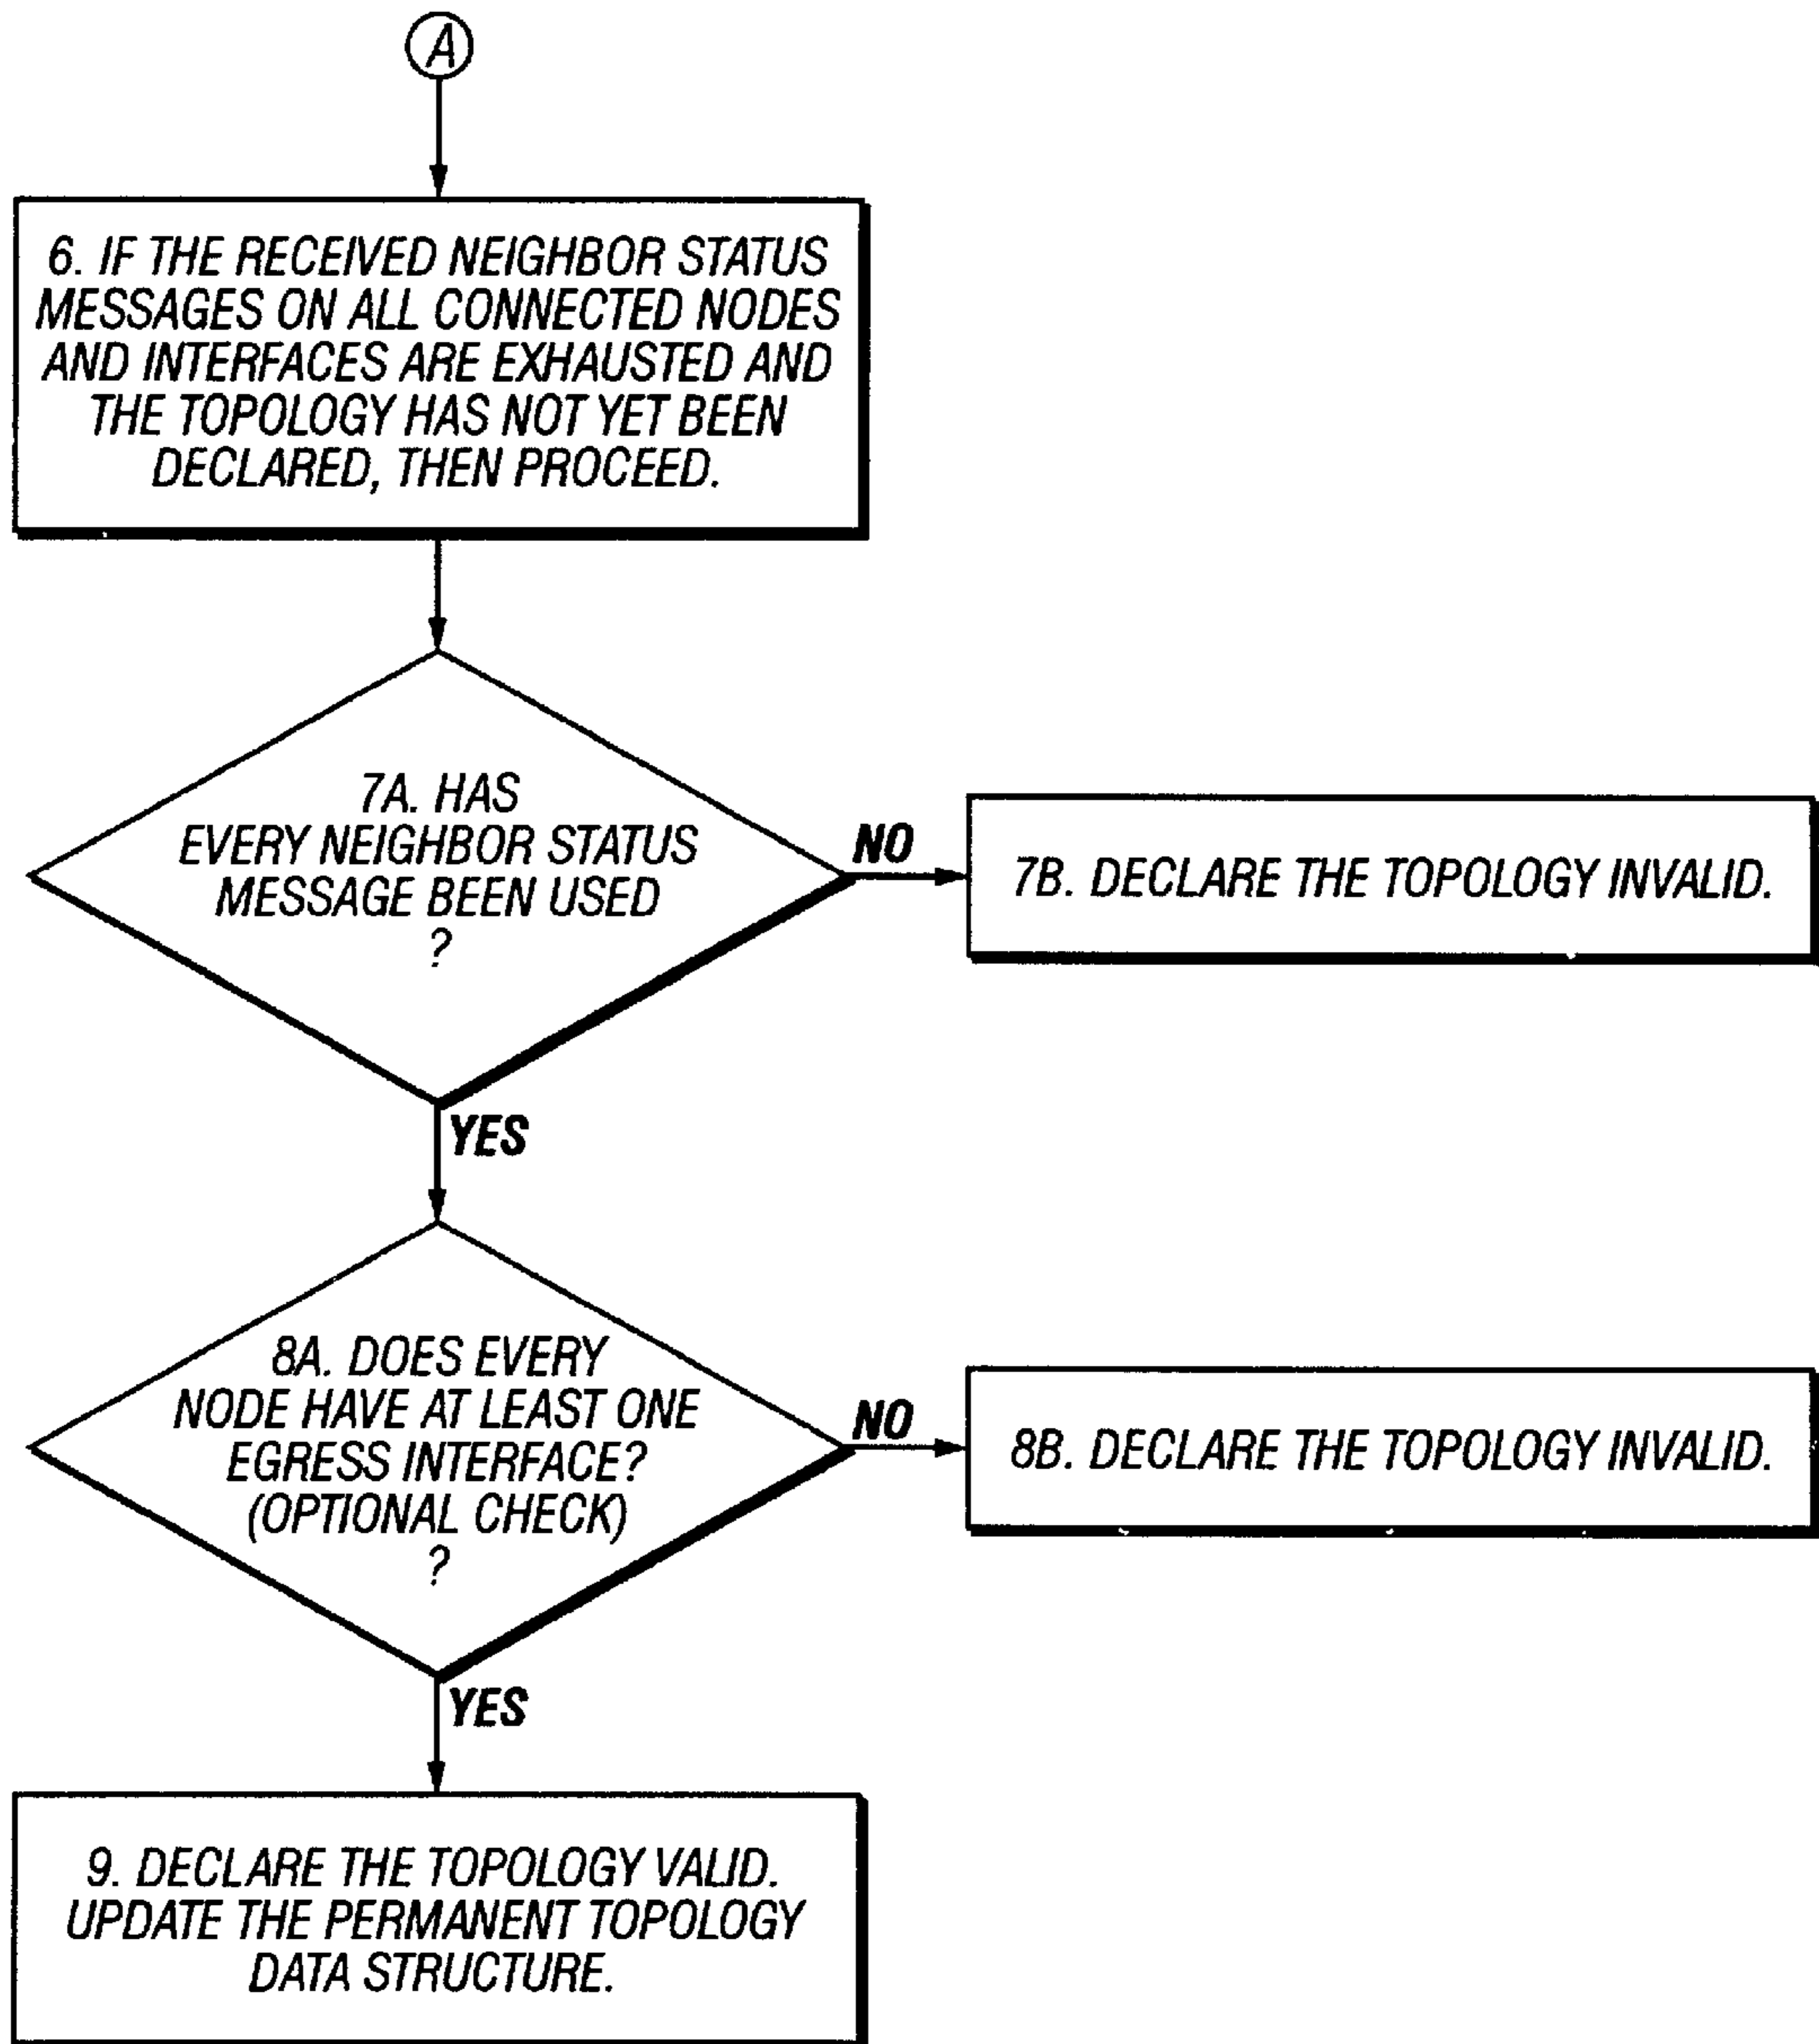 A
6. IF THE RECEIVED NEIGHBOR STATUS
MESSAGES ON ALL CONNECTED NODES
AND INTERFACES ARE EXHAUSTED AND
THE TOPOLOGY HAS NOT YET BEEN
DECLARED, THEN PROCEED.
7A. HAS
EVERY NEIGHBOR STATUS
MESSAGE BEEN USED
?
NO
7B. DECLARE THE TOPOLOGY INVALID.
YES
8A. DOES EVERY
NODE HAVE AT LEAST ONE
EGRESS INTERFACE?
(OPTIONAL CHECK)
?
NO
8B. DECLARE THE TOPOLOGY INVALID.
YES
9. DECLARE THE TOPOLOGY VALID.
UPDATE THE PERMANENT TOPOLOGY
DATA STRUCTURE.